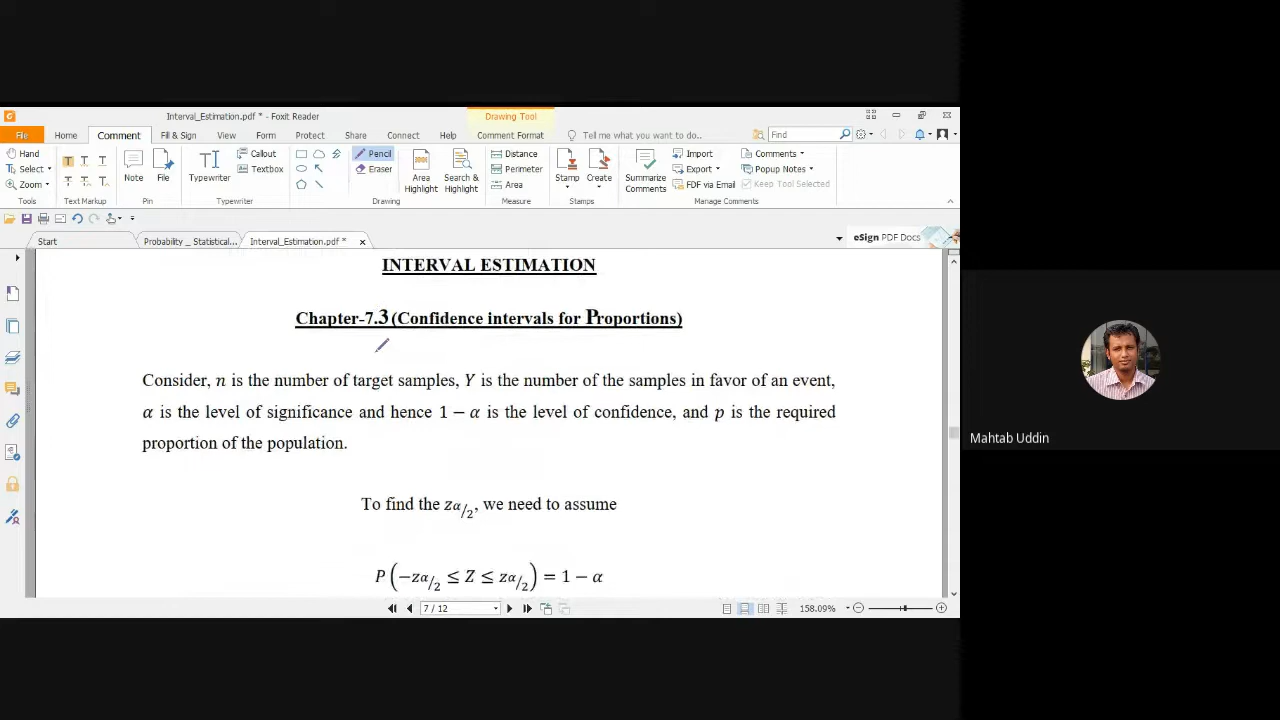 Interval_Estimation.pdf * - Foxit Reader
Drawing Tool
File Home Comment Fill & Sign View Form Protect Share Connect Help Comment Format Tell me what you want to do.. Find
Hand
Select
Zoom
Tools
T T T
T T T
Text Markup
Note
File
Pin
Typewriter
Callout
Textbox
Typewriter
Pencil
Eraser
Area Highlight
Search & Highlight
Drawing
Distance
Perimeter
Area
Measure
Stamp
Create
Stamps
Summarize Comments
Import
Export
FDF via Email
Comments
Popup Notes
Keep Tool Selected
Manage Comments
Start Probability _ Statistical... Interval_Estimation.pdf * eSign PDF Docs
INTERVAL ESTIMATION
Chapter-7.3 (Confidence intervals for Proportions)
Consider, n is the number of target samples, Y is the number of the samples in favor of an event,
α is the level of significance and hence 1 − α is the level of confidence, and p is the required
proportion of the population.
To find the zα/2, we need to assume
P(−zα/2 ≤ Z ≤ zα/2) = 1 − α
7 / 12 158.09%
Mahtab Uddin